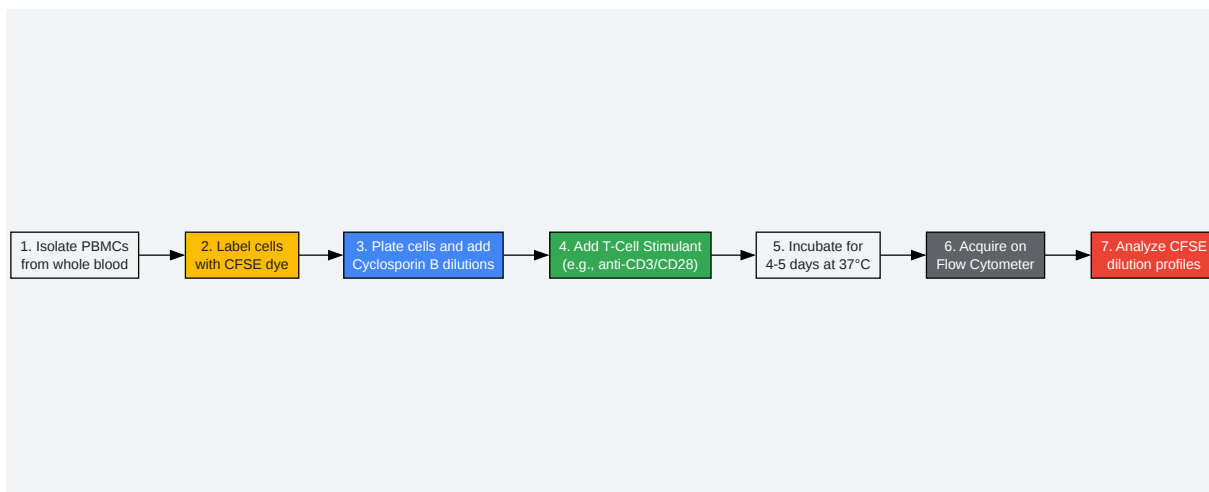 1. Isolate PBMCs
from whole blood
2. Label cells
with CFSE dye
3. Plate cells and add
Cyclosporin B dilutions
4. Add T-Cell Stimulant
(e.g., anti-CD3/CD28)
5. Incubate for
4-5 days at 37°C
6. Acquire on
Flow Cytometer
7. Analyze CFSE
dilution profiles